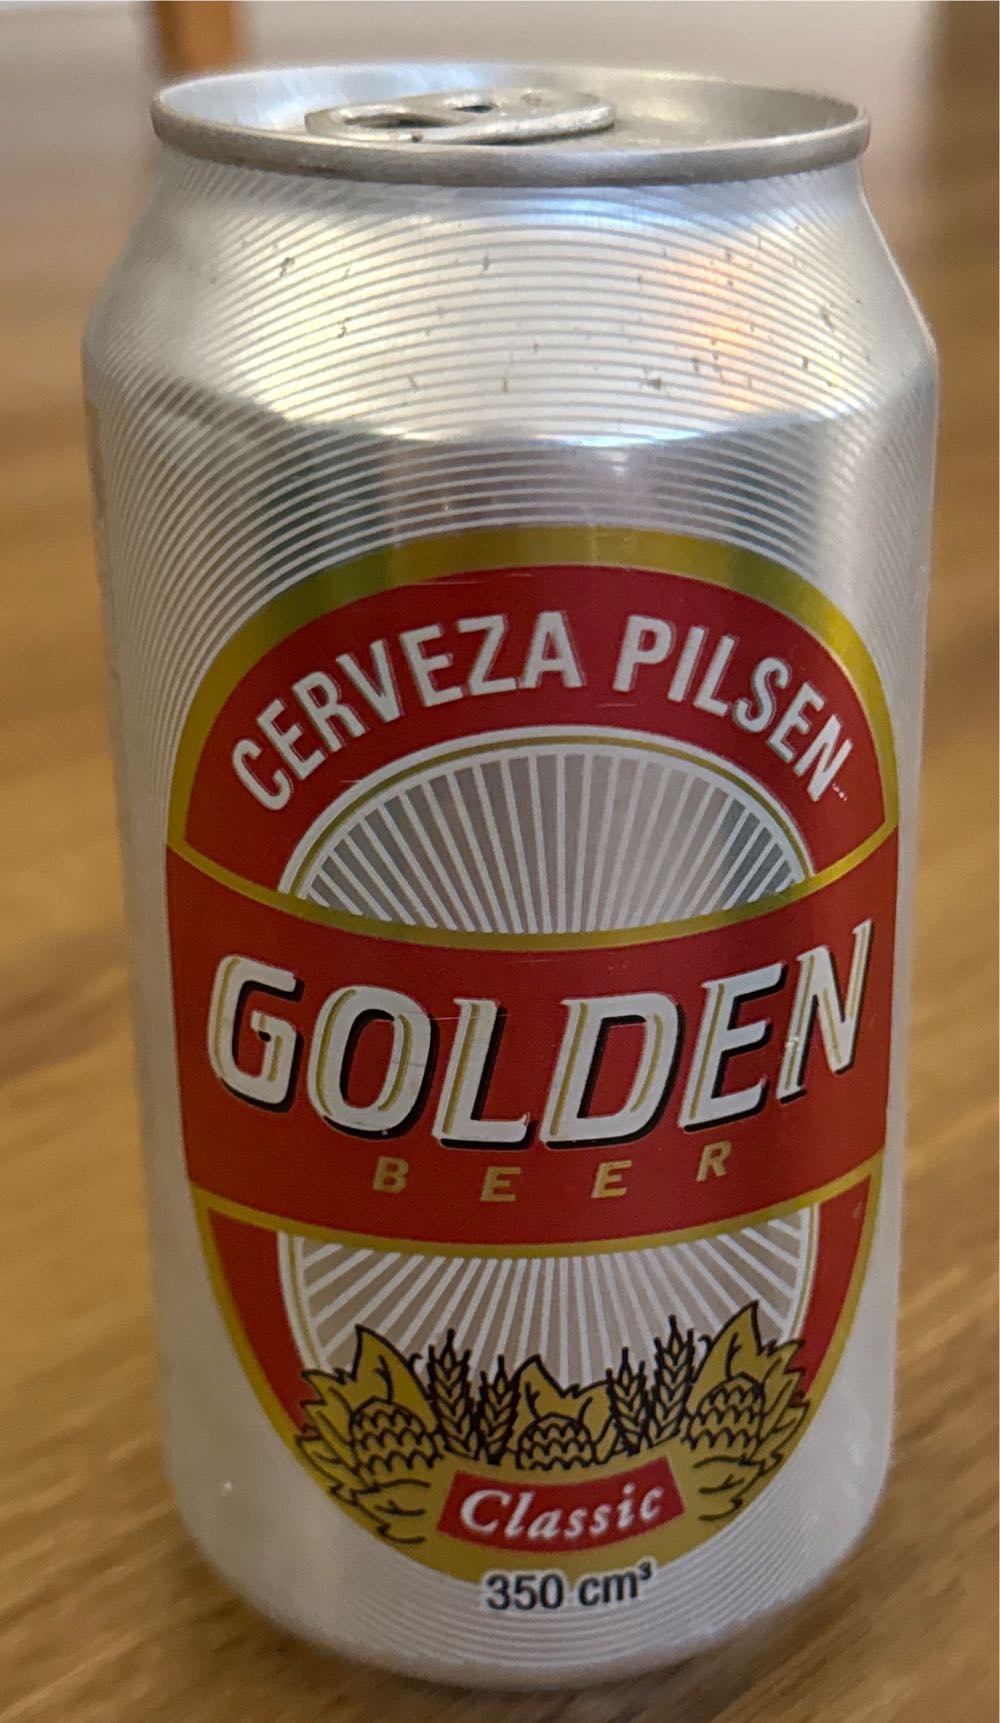 CERVEZA PILSEN
GOLDEN
BEER
Classic
350 cm³